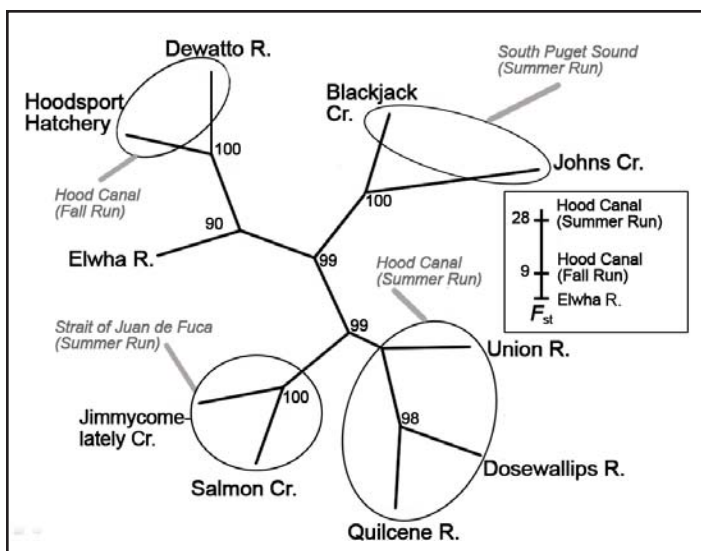 Dewatto R.
Hoodsport
Hatchery
100
Hood Canal
(Fall Run)
90
Elwha R.
South Puget Sound
(Summer Run)
Blackjack
Cr.
Johns Cr.
100
99
28
Hood Canal
(Summer Run)
9
Hood Canal
(Fall Run)
Elwha R.
Fst
Hood Canal
(Summer Run)
99
Union R.
98
Dosewallips R.
Quilcene R.
Strait of Juan de Fuca
(Summer Run)
100
Jimmycome-
lately Cr.
Salmon Cr.